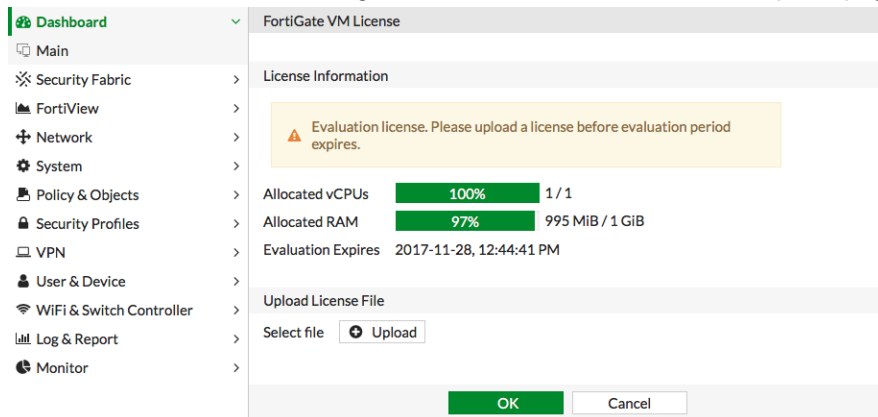 Dashboard
Main
Security Fabric
FortiView
Network
System
Policy & Objects
Security Profiles
VPN
User & Device
WiFi & Switch Controller
Log & Report
Monitor
FortiGate VM License
License Information
Evaluation license. Please upload a license before evaluation period
expires.
Allocated vCPUs 100% 1 / 1
Allocated RAM 97% 995 MiB / 1 GiB
Evaluation Expires 2017-11-28, 12:44:41 PM
Upload License File
Select file Upload
OK Cancel